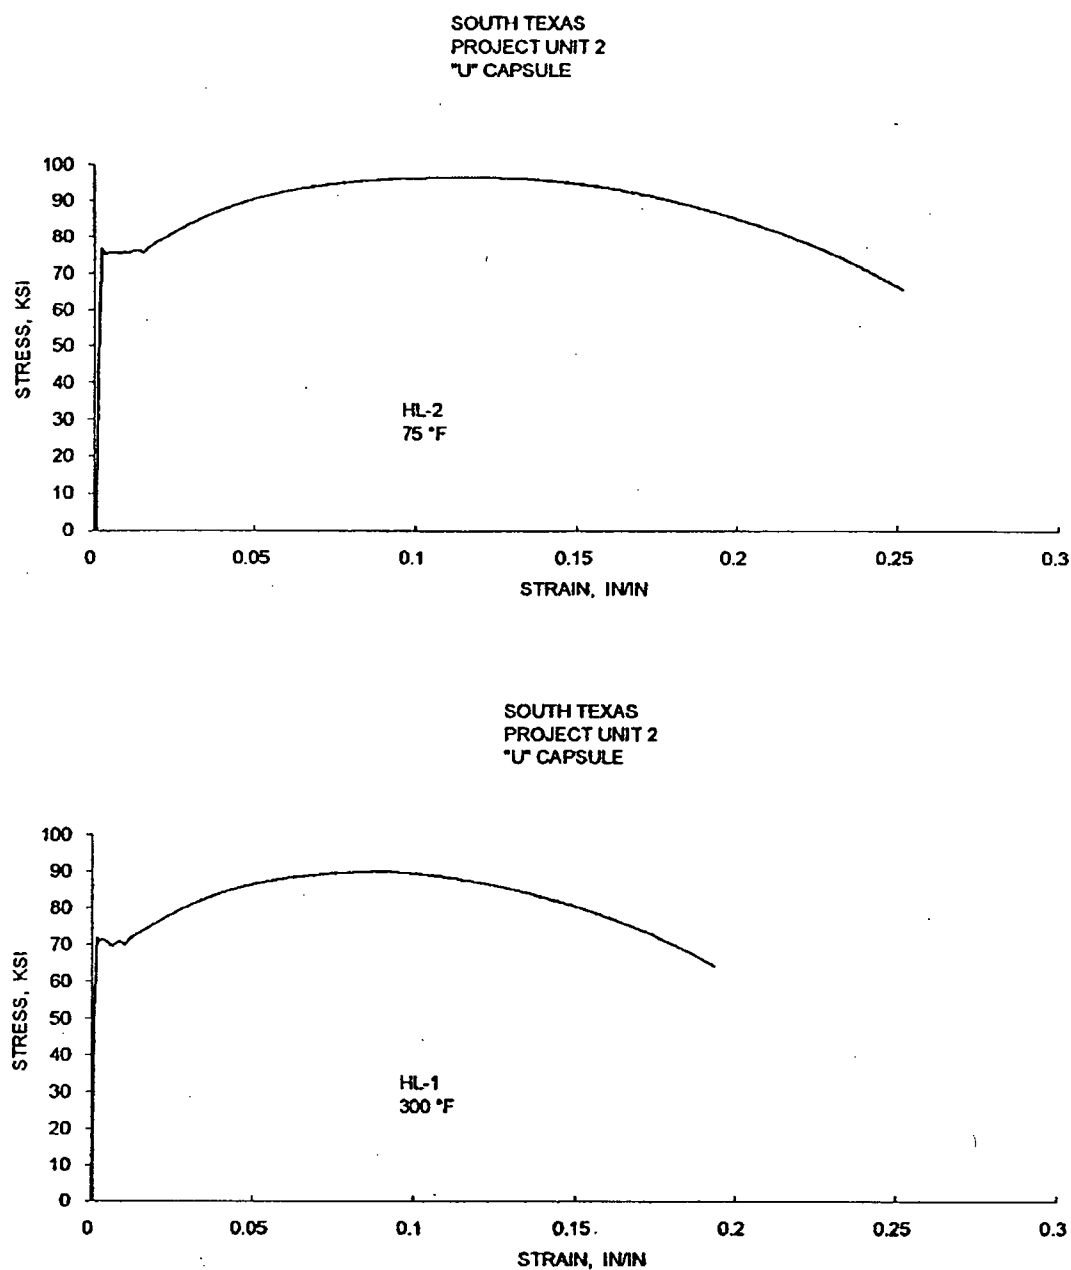 SOUTH TEXAS
PROJECT UNIT 2
"U" CAPSULE
100
90
80
70
60
50
40
30
20
10
0
STRESS, KSI
HL-2
75 °F
0 0.05 0.1 0.15 0.2 0.25 0.3
STRAIN, IN/IN
SOUTH TEXAS
PROJECT UNIT 2
"U" CAPSULE
100
90
80
70
60
50
40
30
20
10
0
STRESS, KSI
HL-1
300 °F
0 0.05 0.1 0.15 0.2 0.25 0.3
STRAIN, IN/IN